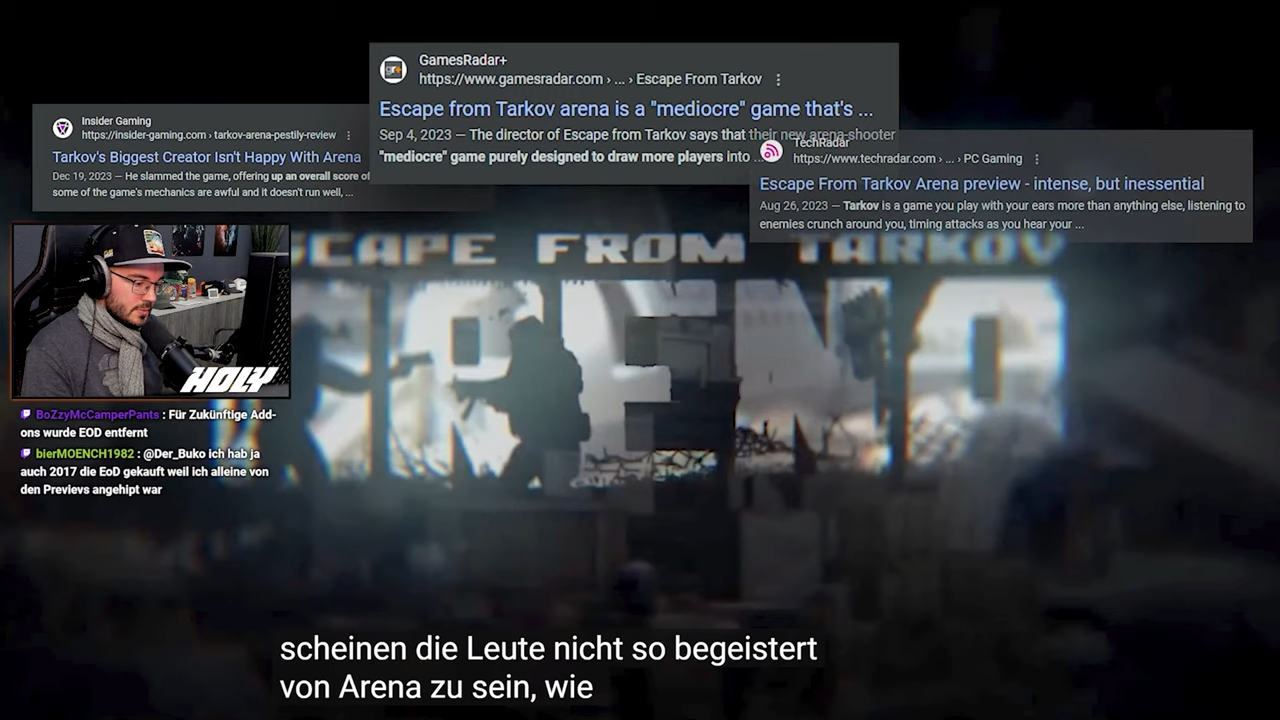 GamesRadar+
https://www.gamesradar.com › ... › Escape From Tarkov
Escape from Tarkov arena is a "mediocre" game that's ...
Sep 4, 2023 — The director of Escape from Tarkov says that their new arena-shooter
"mediocre" game purely designed to draw more players into ...
Insider Gaming
https://insider-gaming.com › tarkov-arena-pestily-review
Tarkov's Biggest Creator Isn't Happy With Arena
Dec 19, 2023 — He slammed the game, offering up an overall score of
some of the game's mechanics are awful and it doesn't run well, ...
TechRadar
https://www.techradar.com › ... › PC Gaming
Escape From Tarkov Arena preview - intense, but inessential
Aug 26, 2023 — Tarkov is a game you play with your ears more than anything else, listening to
enemies crunch around you, timing attacks as you hear your ...
SCAPE FROM TARKOV
ARENA
HOLY
BoZzyMcCamperPants : Für Zukünftige Add-
ons wurde EOD entfernt
bierMOENCH1982 : @Der_Buko ich hab ja
auch 2017 die EoD gekauft weil ich alleine von
den Previevs angehipt war
scheinen die Leute nicht so begeistert
von Arena zu sein, wie